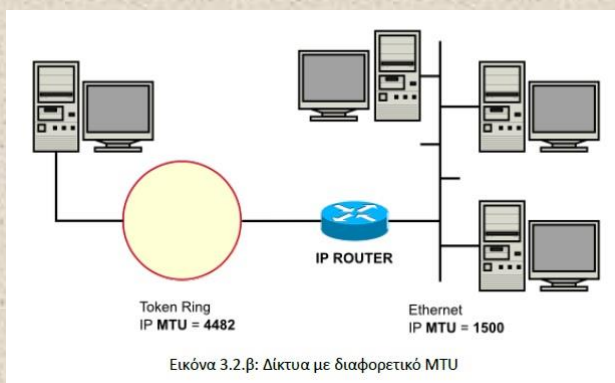 IP ROUTER
Token Ring
IP MTU = 4482
Ethernet
IP MTU = 1500
Εικόνα 3.2.β: Δίκτυα με διαφορετικό MTU